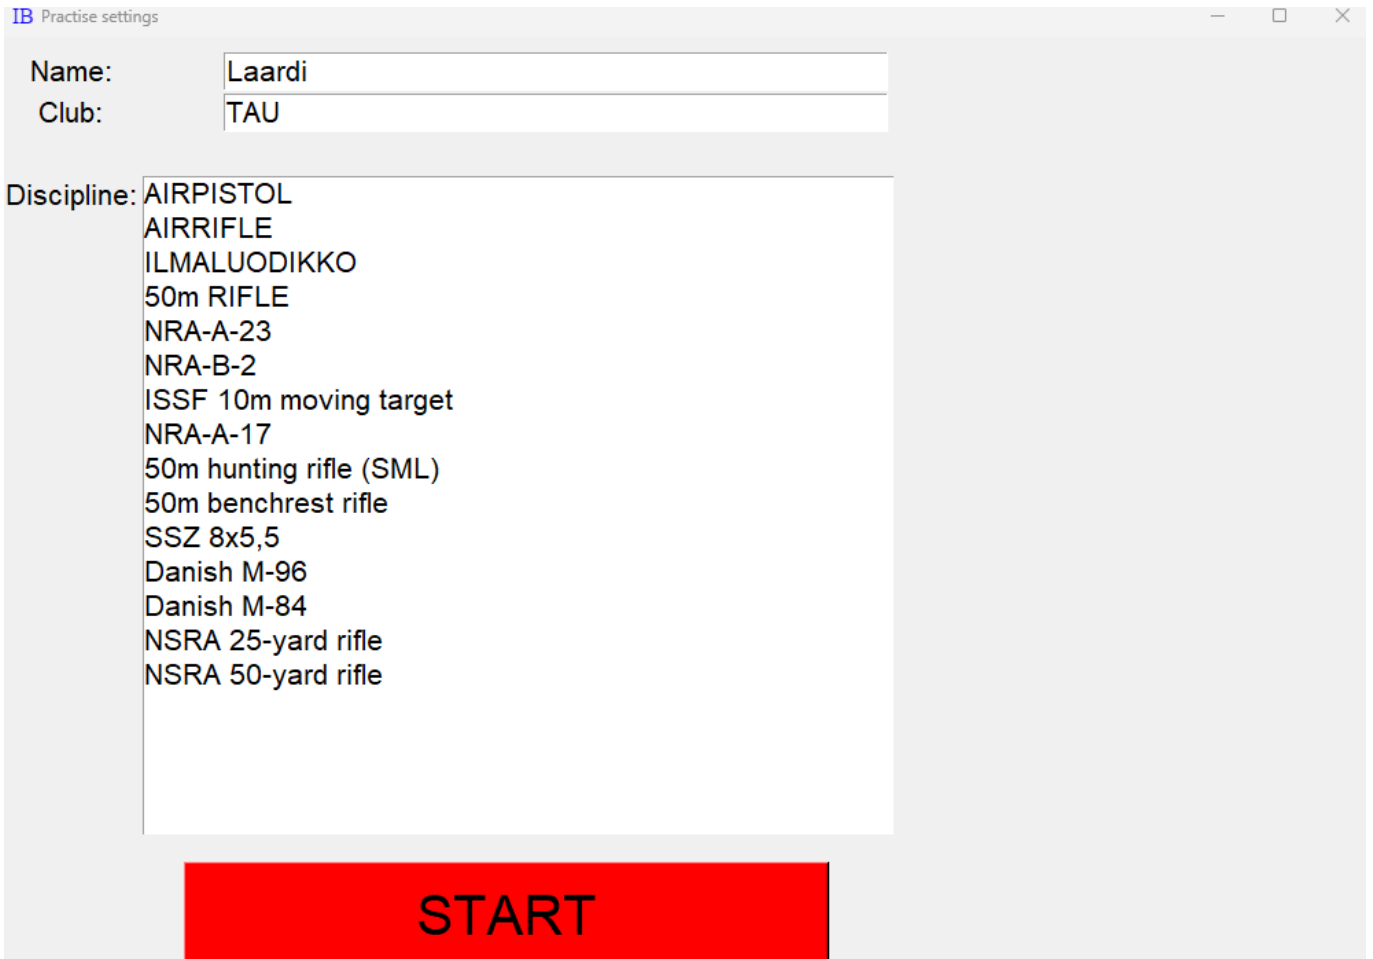 IB Practise settings
Name: Laardi
Club: TAU
Discipline: AIRPISTOL
AIRRIFLE
ILMALUODIKKO
50m RIFLE
NRA-A-23
NRA-B-2
ISSF 10m moving target
NRA-A-17
50m hunting rifle (SML)
50m benchrest rifle
SSZ 8x5,5
Danish M-96
Danish M-84
NSRA 25-yard rifle
NSRA 50-yard rifle
START